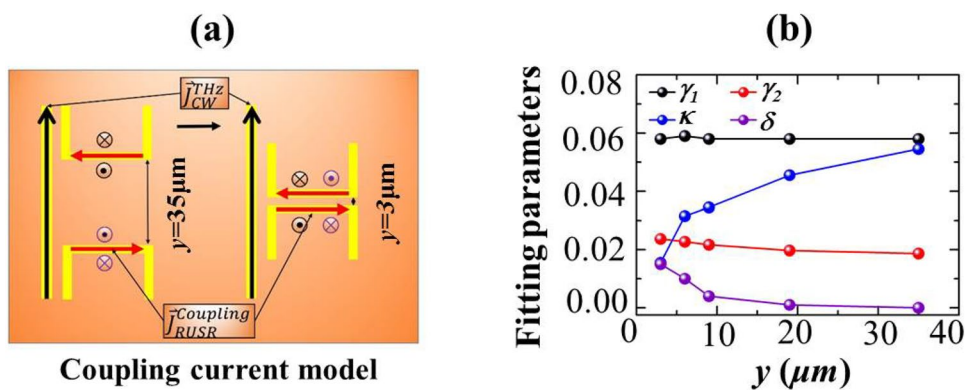 (a)
j⃗ THz CW
y=35μm
y=3μm
j⃗ Coupling RUSR
Coupling current model
(b)
Fitting parameters
0.08
0.06
0.04
0.02
0.00
γ₁ γ₂
κ δ
0 10 20 30 40
y (μm)